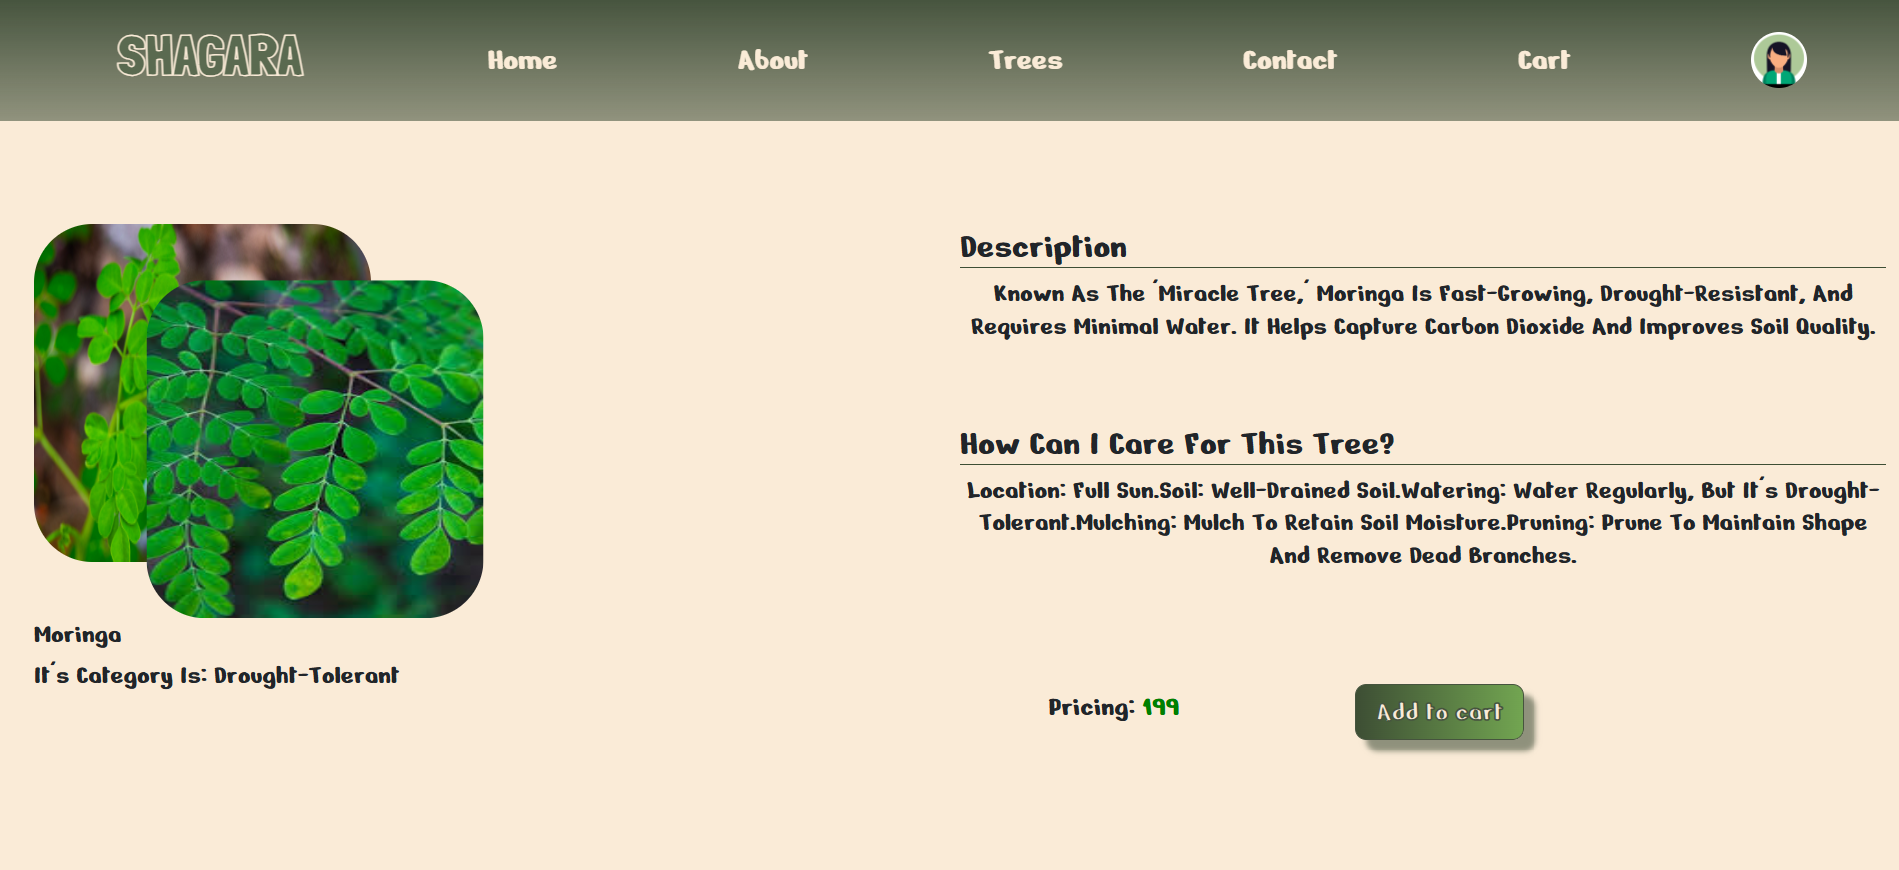 SHAGARA
Home
About
Trees
Contact
Cart
Description
Known As The 'Miracle Tree,' Moringa Is Fast-Growing, Drought-Resistant, And
Requires Minimal Water. It Helps Capture Carbon Dioxide And Improves Soil Quality.
How Can I Care For This Tree?
Location: Full Sun.Soil: Well-Drained Soil.Watering: Water Regularly, But It's Drought-
Tolerant.Mulching: Mulch To Retain Soil Moisture.Pruning: Prune To Maintain Shape
And Remove Dead Branches.
Moringa
It's Category Is: Drought-Tolerant
Pricing: 199
Add to cart